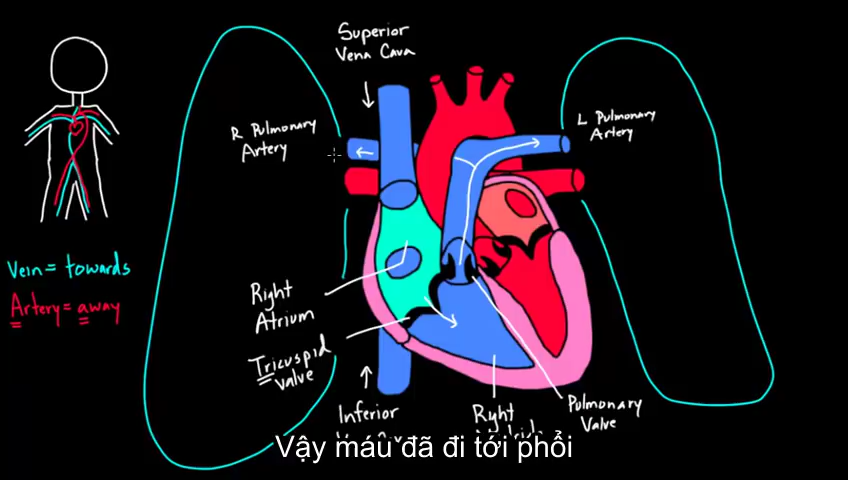 Superior
Vena Cava
R Pulmonary
Artery
L Pulmonary
Artery
Vein = towards
Artery = away
Right
Atrium
Tricuspid
valve
Inferior
Right
Pulmonary
Valve
Vậy máu đã đi tới phổi